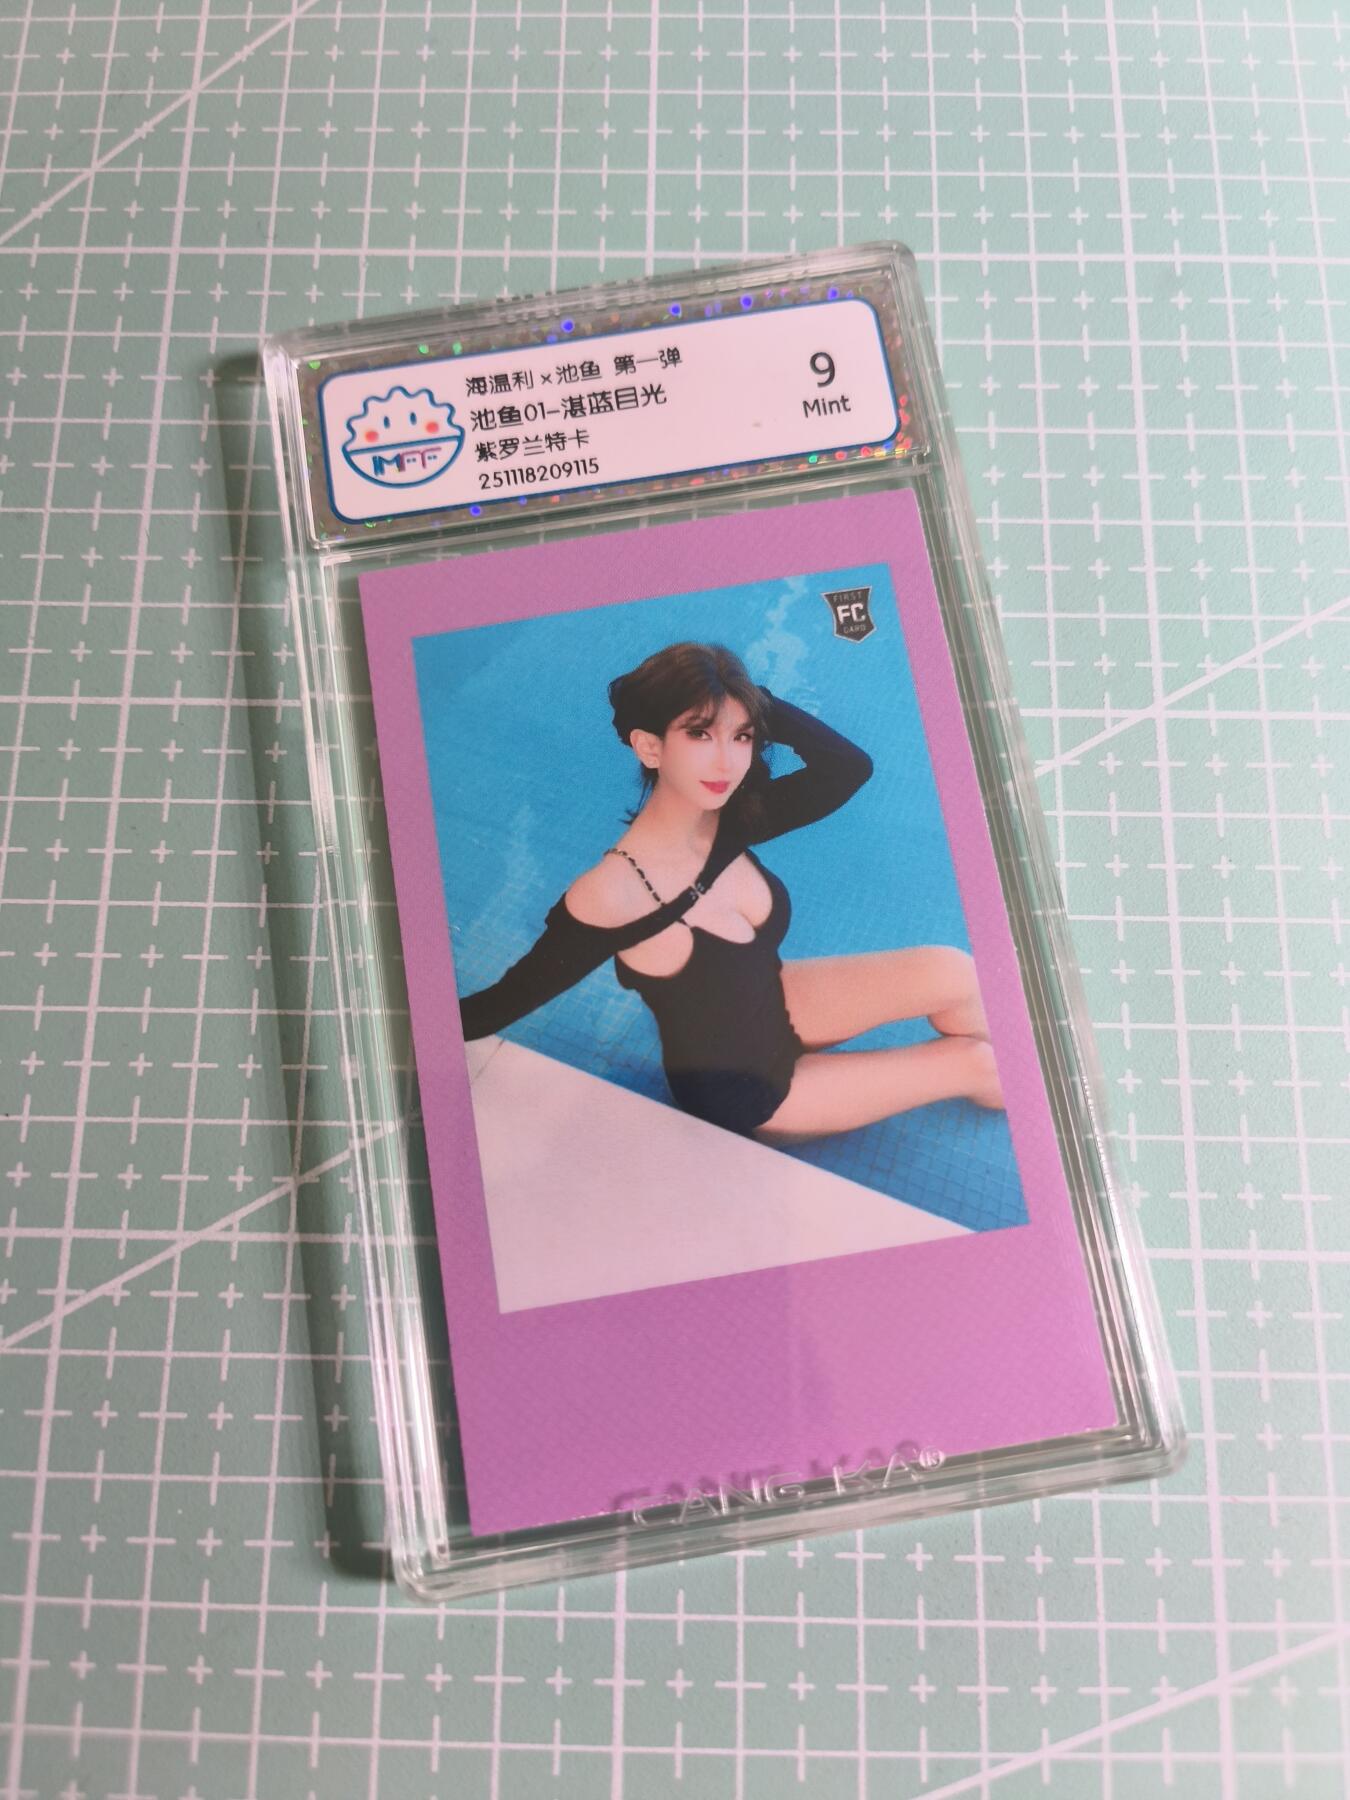 海温利×池鱼 第一弹
池鱼01-湛蓝目光
紫罗兰特卡
251118209115
9
Mint
IMFF
FIRST
FC
CARD
CANG KA®